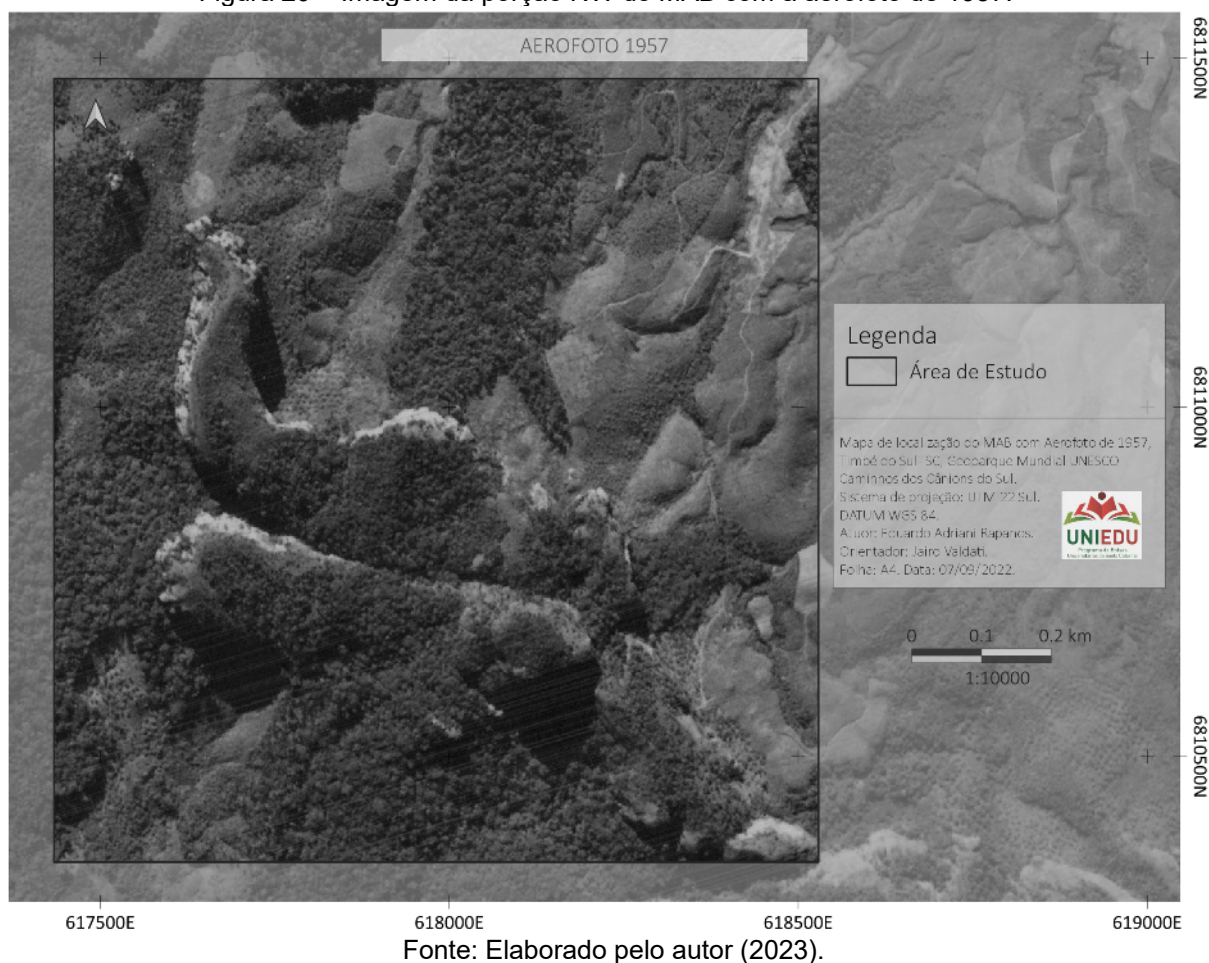 AEROFOTO 1957
6811500N
Legenda
Área de Estudo
6811000N
Mapa de localização do MAB com Aerofoto de 1957,
Timbé do Sul-SC, Geoparque Mundial UNESCO
Caminhos dos Cânions do Sul.
Sistema de projeção: UTM 22 Sul.
DATUM WGS 84.
Autor: Eduardo Adriani Rapanos.
Orientador: Jairo Valdati.
Folha: A4. Data: 07/09/2022.
UNIEDU
0 0.1 0.2 km
1:10000
6810500N
617500E 618000E 618500E 619000E
Fonte: Elaborado pelo autor (2023).